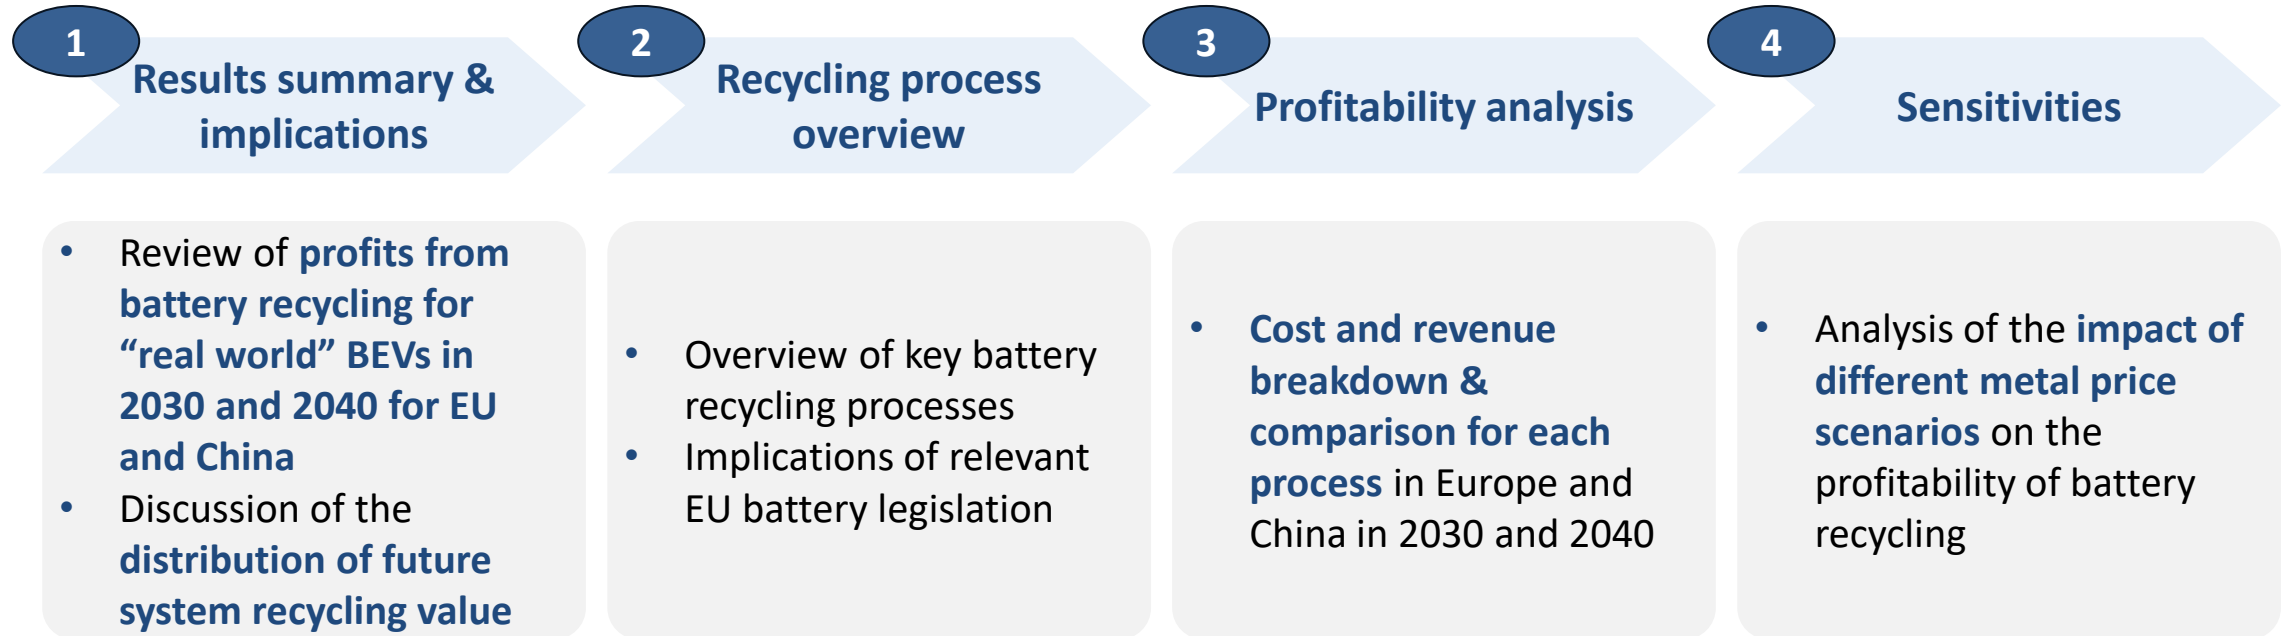 1
Results summary &
implications
• Review of profits from
battery recycling for
“real world” BEVs in
2030 and 2040 for EU
and China
• Discussion of the
distribution of future
system recycling value
2
Recycling process
overview
• Overview of key battery
recycling processes
• Implications of relevant
EU battery legislation
3
Profitability analysis
• Cost and revenue
breakdown &
comparison for each
process in Europe and
China in 2030 and 2040
4
Sensitivities
• Analysis of the impact of
different metal price
scenarios on the
profitability of battery
recycling